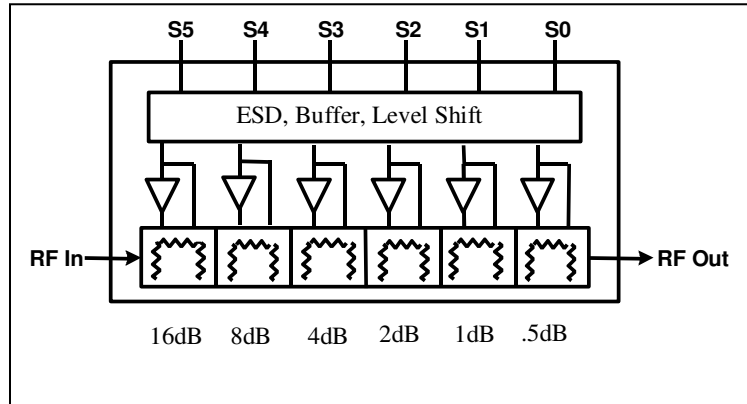 S5 S4 S3 S2 S1 S0
ESD, Buffer, Level Shift
RF In RF Out
16dB 8dB 4dB 2dB 1dB .5dB